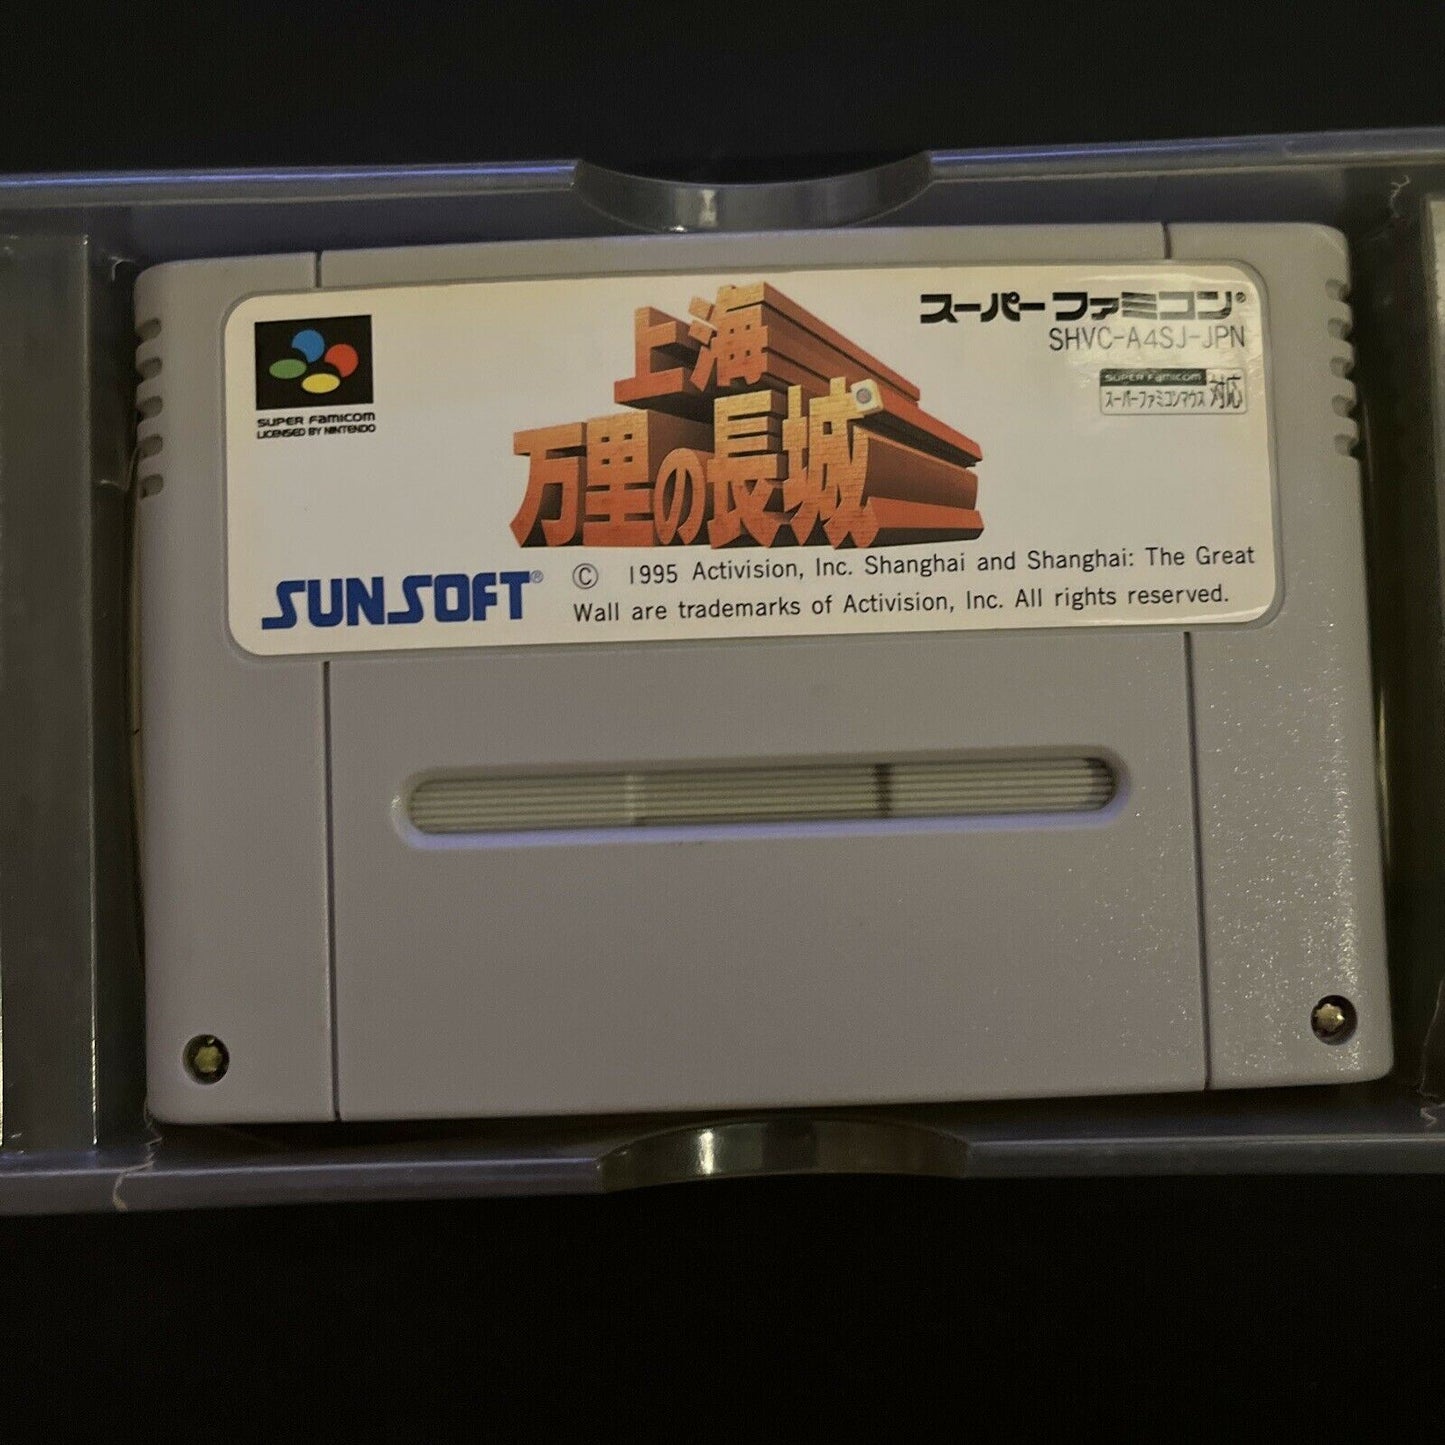 SUPER FAMICOM
LICENSED BY NINTENDO
上海
万里の長城
スーパーファミコン®
SHVC-A4SJ-JPN
SUPER FAMICOM
スーパーファミコンマウス 対応
SUNSOFT®
© 1995 Activision, Inc. Shanghai and Shanghai: The Great
Wall are trademarks of Activision, Inc. All rights reserved.